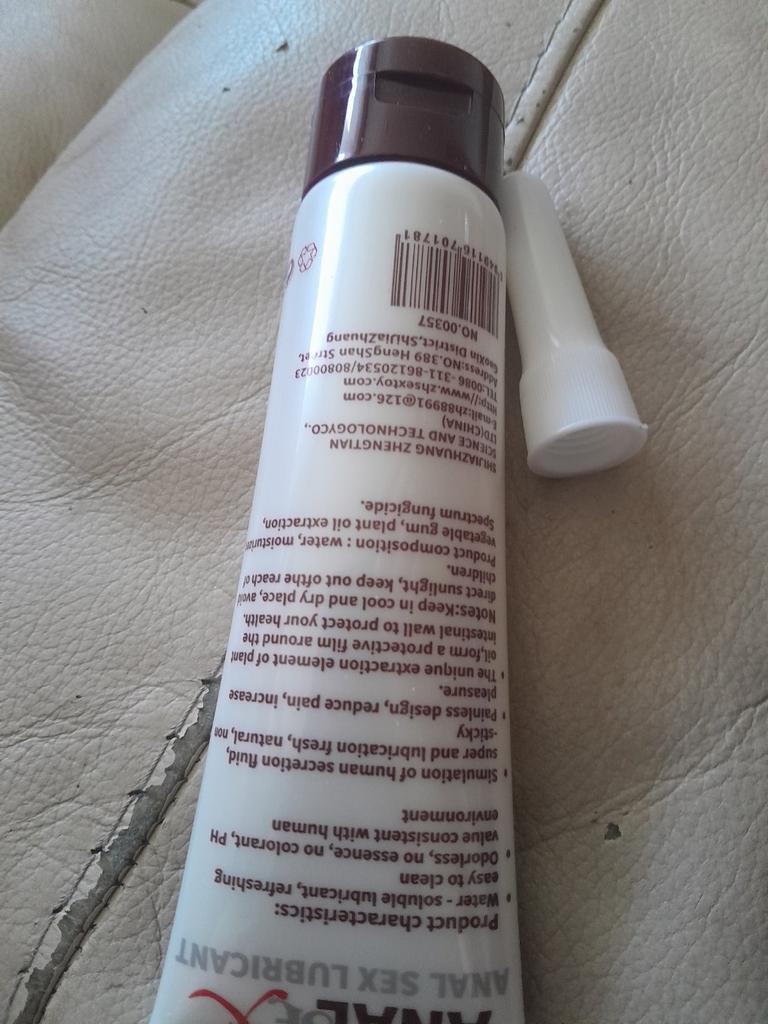 ANAL SEX LUBRICANT
Product characteristics:
• Water - soluble lubricant, refreshing
easy to clean
• Odorless, no essence, no colorant, PH
value consistent with human
environment
• Simulation of human secretion fluid,
super and lubrication fresh, natural, non
-sticky
• Painless design, reduce pain, increase
pleasure.
• The unique extraction element of plant
oil,form a protective film around the
intestinal wall to protect your health.
Notes:Keep in cool and dry place, avoid
direct sunlight, keep out ofthe reach of
children.
Product composition : water, moisturize
vegetable gum, plant oil extraction,
Spectrum fungicide.
SHIJIAZHUANG ZHENGTIAN
SCIENCE AND TECHNOLOGYCO.,
LTD(CHINA)
E-mail:zh88991@126.com
Http://www.zhsextoy.com
TEL:0086-311-86120534/80800023
Address:NO.389 HengShan Street,
GaoXin District,ShiJiaZhuang
NO.00357
949116 701781